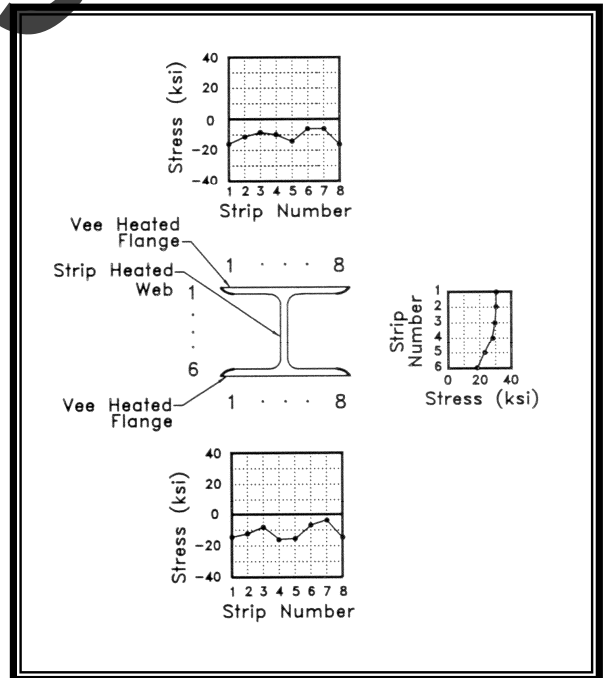 40
20
0
-20
-40
Stress (ksi)
1 2 3 4 5 6 7 8
Strip Number
Vee Heated
Flange
Strip Heated
Web
1 · · · 8
1
·
·
·
6
Vee Heated
Flange
1 · · · 8
Strip
Number
1
2
3
4
5
6
0 20 40
Stress (ksi)
40
20
0
-20
-40
Stress (ksi)
1 2 3 4 5 6 7 8
Strip Number